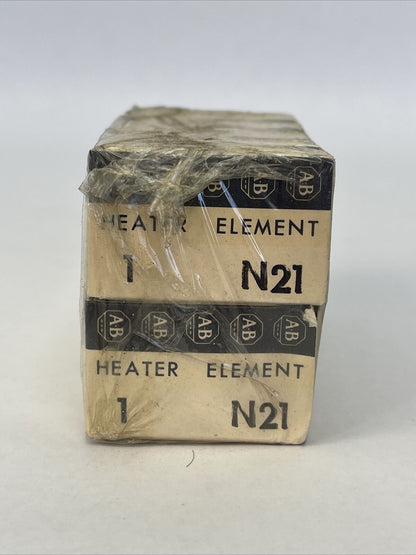 AB AB AB
HEATER ELEMENT
1 N21
AB AB AB AB AB
HEATER ELEMENT
1 N21